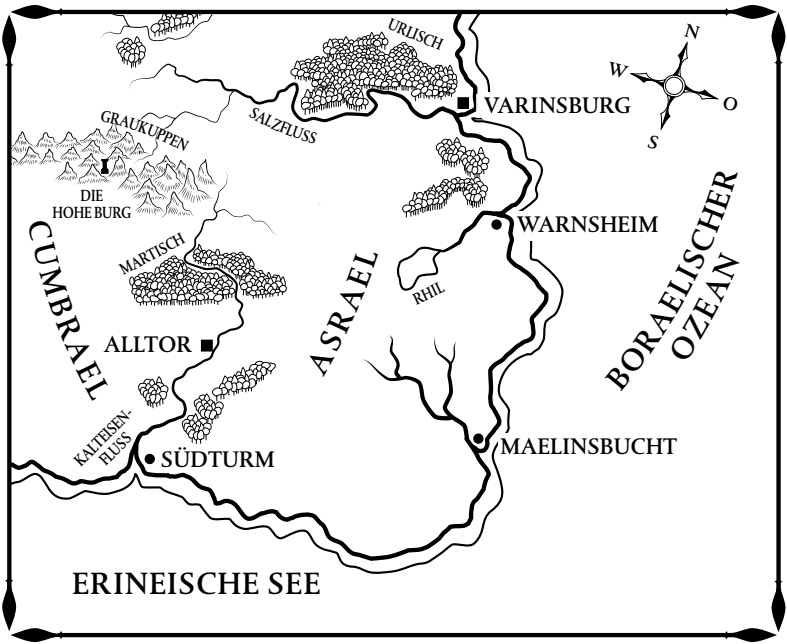 URLISCH
N
W
O
S
VARINSBURG
SALZFLUSS
GRAUKUPPEN
DIE
HOHE BURG
WARNSHEIM
CUMBRAEL
MARTISCH
ASRAEL
RHIL
BORAELISCHER
OZEAN
ALLTOR
KALTEISEN-
FLUSS
SÜDTURM
MAELINSBUCHT
ERINEISCHE SEE